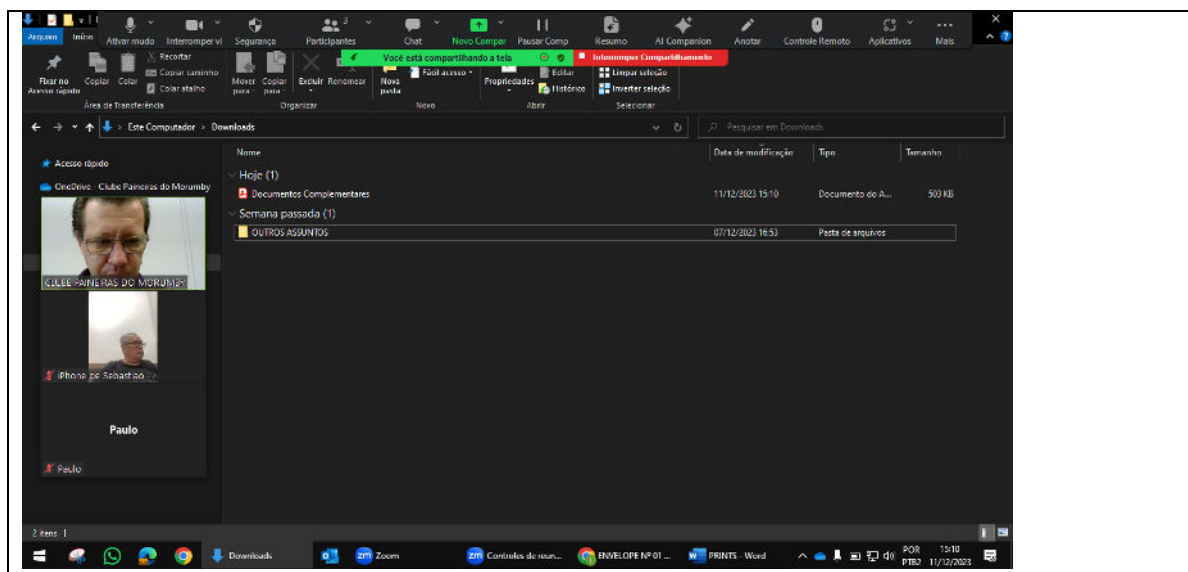 Ativar mudo Interromper vi Segurança Participantes 3 Chat Novo Compar Pausar Comp Resumo AI Companion Anotar Controle Remoto Aplicativos Mais
Arquivo Início
Você está compartilhando a tela Interromper Compartilhamento
Fixar no
Acesso rápido
Copiar Colar
Recortar
Copiar caminho
Colar atalho
Mover para Copiar para Excluir Renomear
Nova pasta
Fácil acesso
Propriedades
Editar
Histórico
Limpar seleção
Inverter seleção
Área de Transferência Organizar Novo Abrir Selecionar
Este Computador > Downloads Pesquisar em Downloads
Nome Data de modificação Tipo Tamanho
Acesso rápido
Hoje (1)
OneDrive - Clube Paineiras do Morumby
Documentos Complementares 11/12/2023 15:10 Documento do A... 503 KB
Semana passada (1)
OUTROS ASSUNTOS 07/12/2023 16:53 Pasta de arquivos
CLUBE PAINEIRAS DO MORUMBY
iPhone de Sebastião
Paulo
Paulo
2 itens
Downloads Zoom Controles de reun... ENVELOPE Nº 01 ... PRINTS - Word POR 15:10
PTB2 11/12/2023